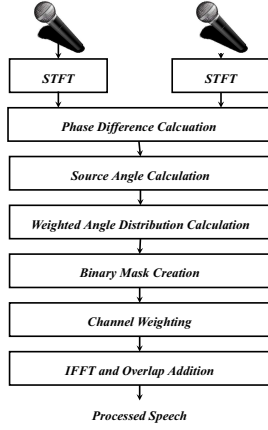 STFT
STFT
Phase Difference Calcuation
Source Angle Calculation
Weighted Angle Distribution Calculation
Binary Mask Creation
Channel Weighting
IFFT and Overlap Addition
Processed Speech